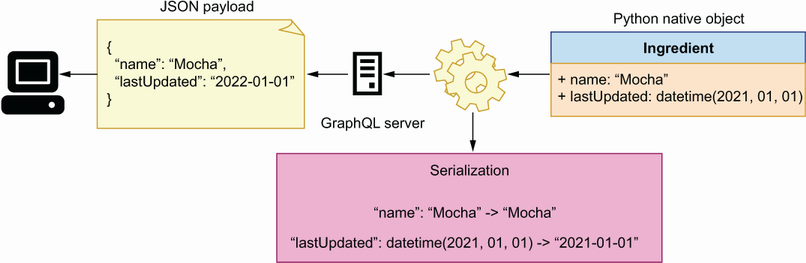 JSON payload
{
“name”: “Mocha”,
“lastUpdated”: “2022-01-01”
}
GraphQL server
Python native object
Ingredient
+ name: “Mocha”
+ lastUpdated: datetime(2021, 01, 01)
Serialization
“name”: “Mocha” -> “Mocha”
“lastUpdated”: datetime(2021, 01, 01) -> “2021-01-01”